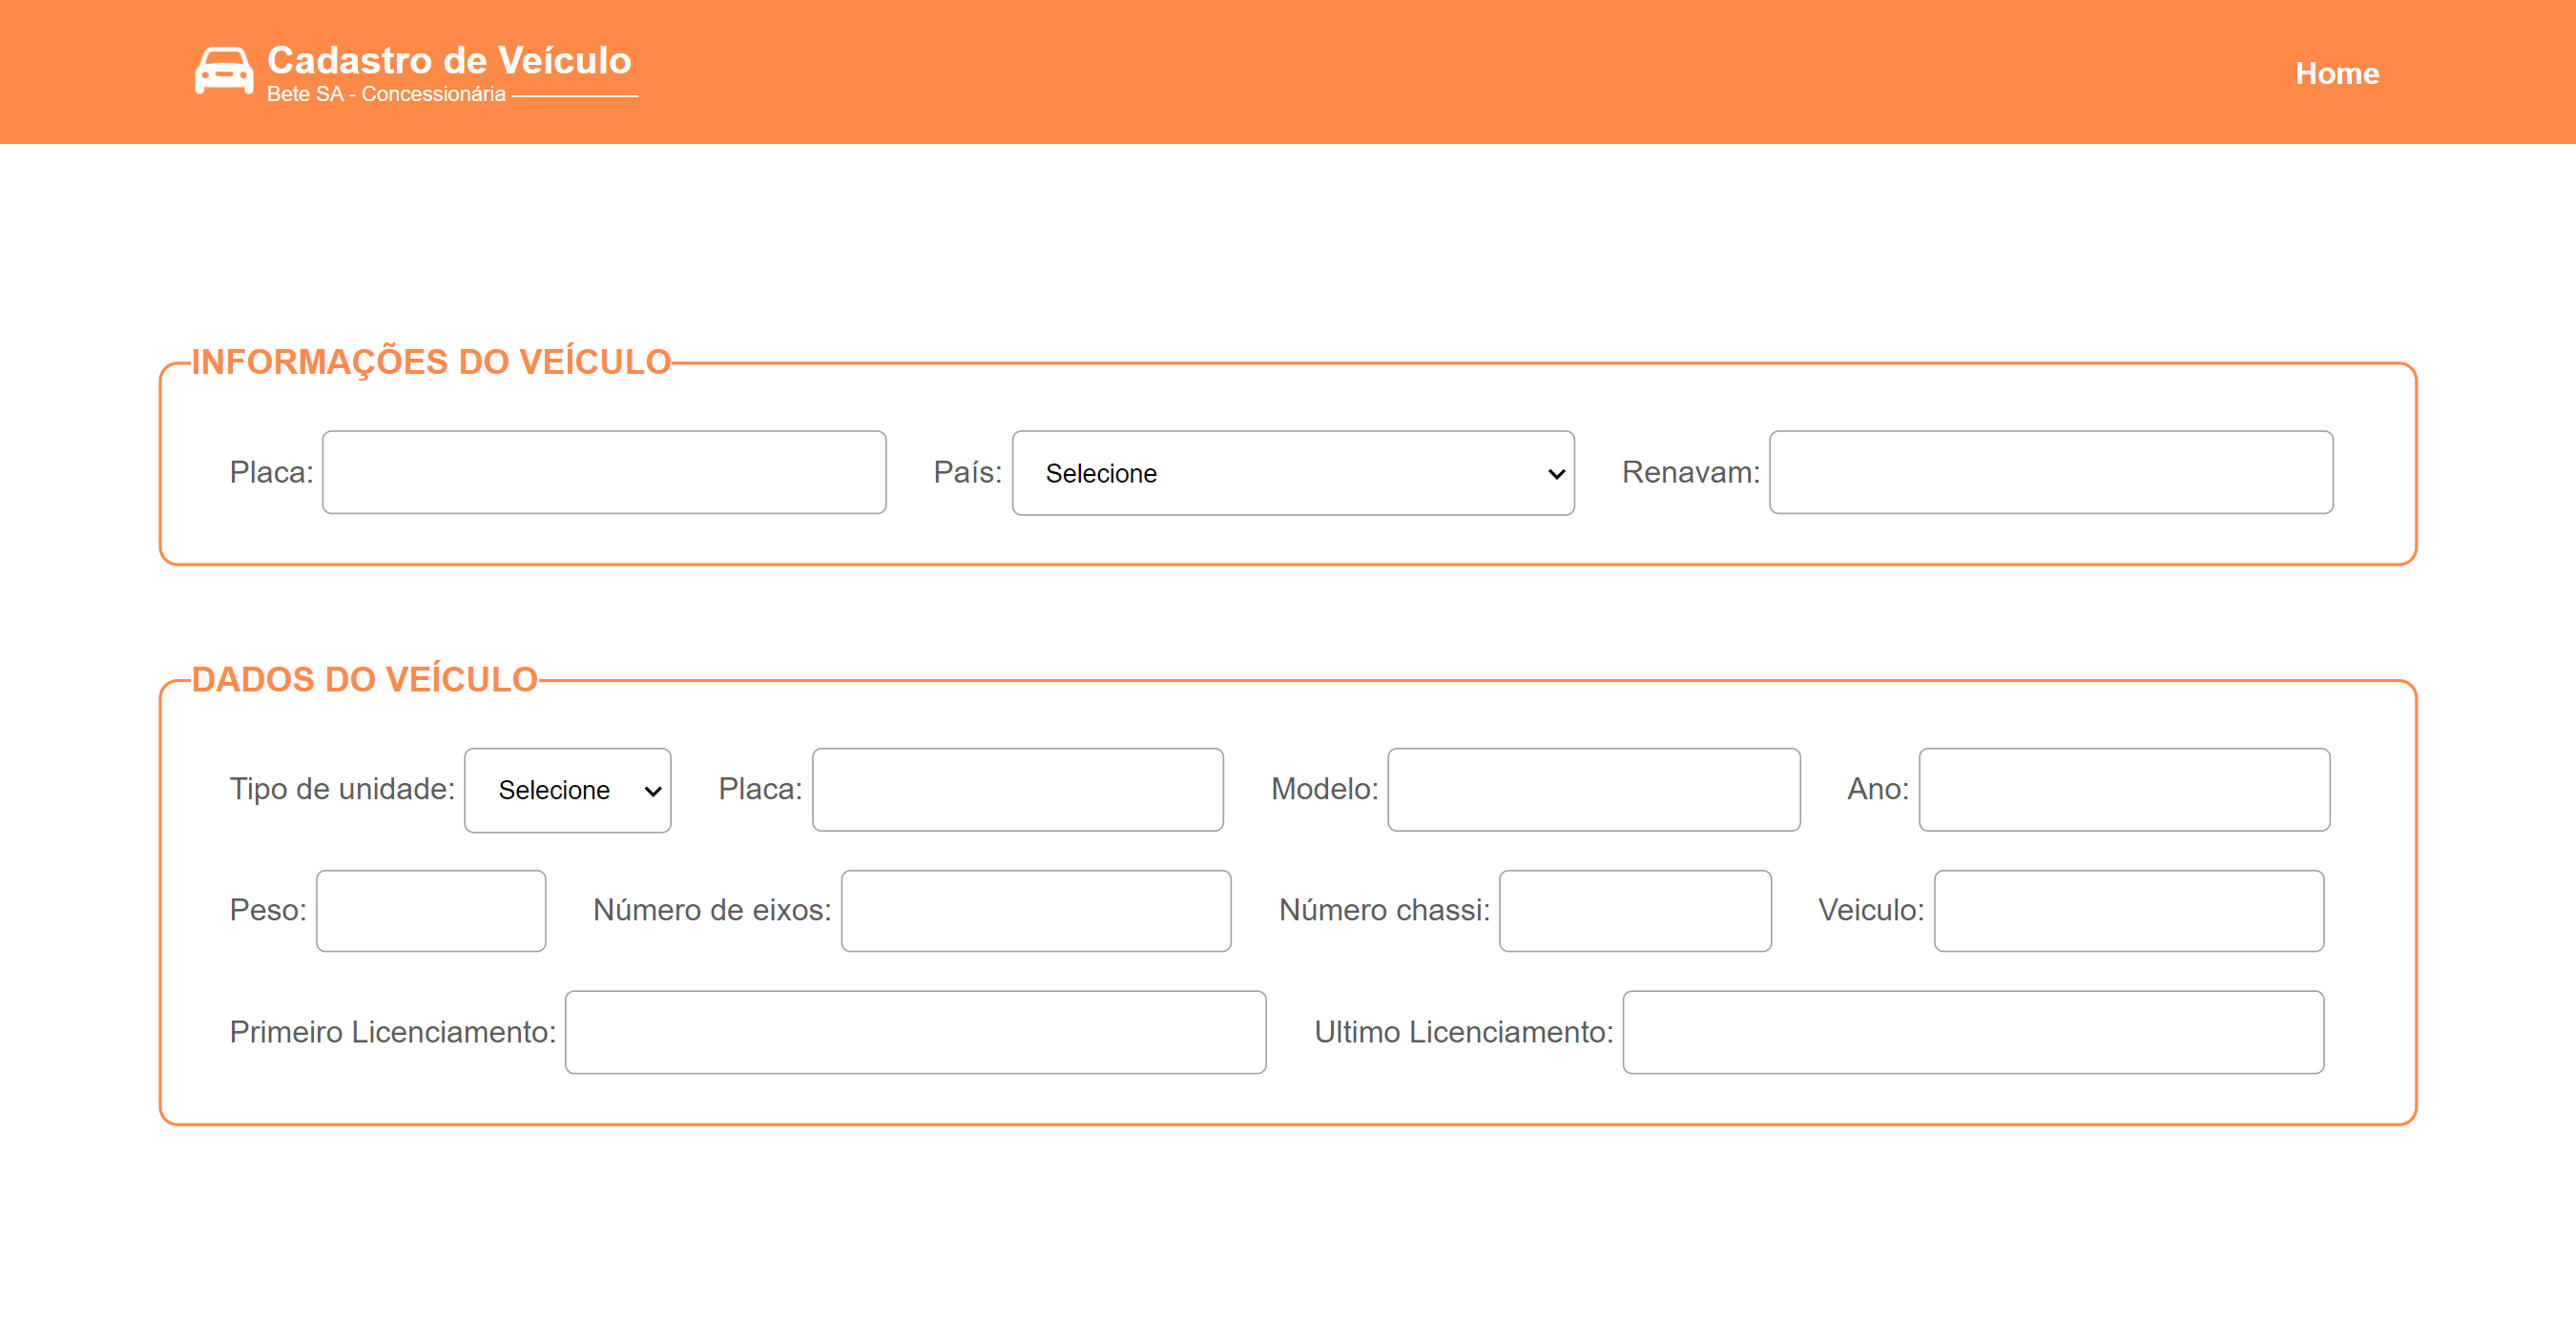 Cadastro de Veículo
Bete SA - Concessionária
Home
INFORMAÇÕES DO VEÍCULO
Placa: País: Selecione Renavam:
DADOS DO VEÍCULO
Tipo de unidade: Selecione Placa: Modelo: Ano:
Peso: Número de eixos: Número chassi: Veiculo:
Primeiro Licenciamento: Ultimo Licenciamento: